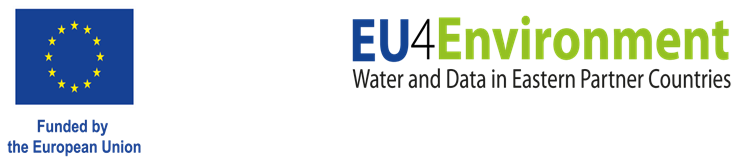 EU4Environment
Water and Data in Eastern Partner Countries
Funded by
the European Union